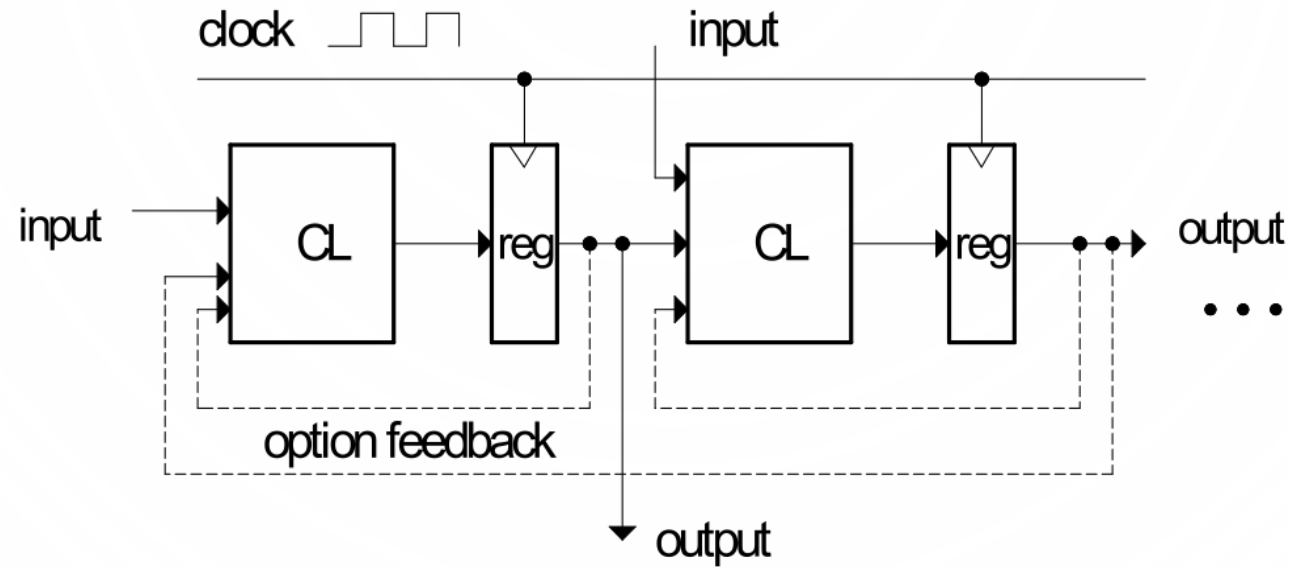 clock
input
input
CL
reg
CL
reg
output
option feedback
output